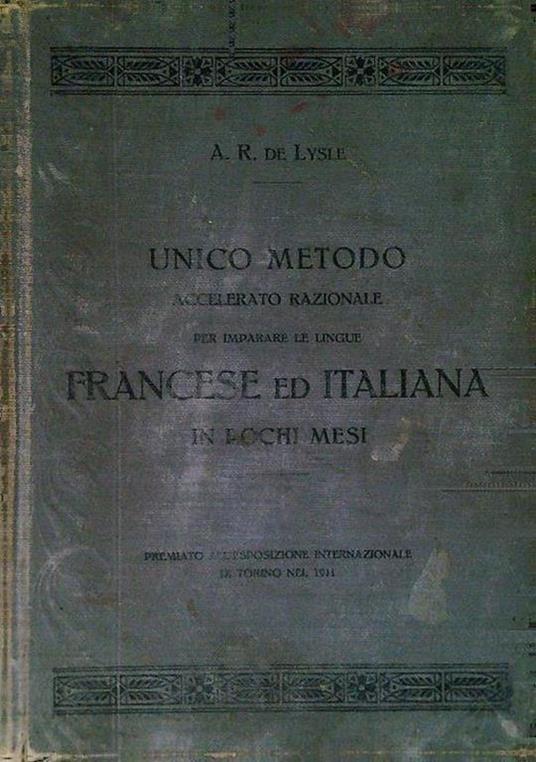 A. R. DE LYSLE
UNICO METODO
ACCELERATO RAZIONALE
PER IMPARARE LE LINGUE
FRANCESE ED ITALIANA
IN POCHI MESI
PREMIATO ALL'ESPOSIZIONE INTERNAZIONALE
DI TORINO NEL 1911